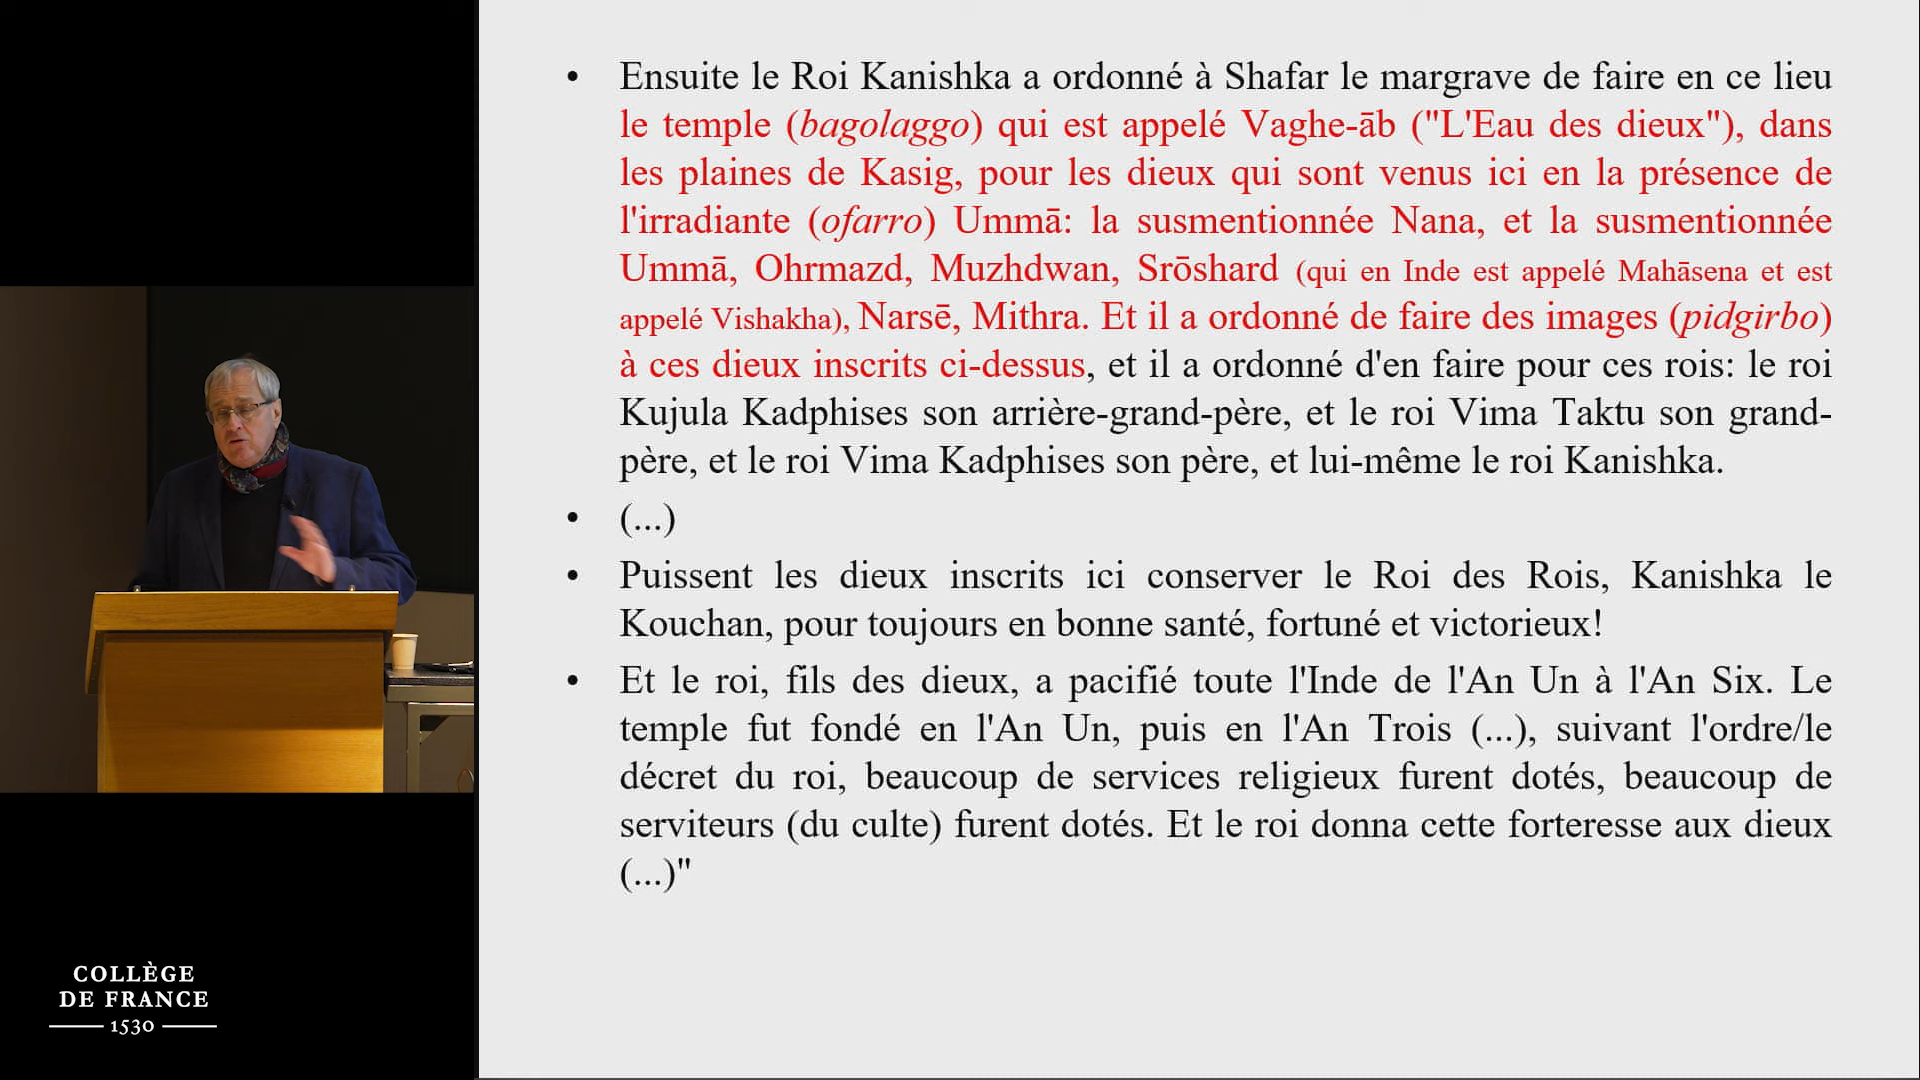 • Ensuite le Roi Kanishka a ordonné à Shafar le margrave de faire en ce lieu
le temple (bagolaggo) qui est appelé Vaghe-āb ("L'Eau des dieux"), dans
les plaines de Kasig, pour les dieux qui sont venus ici en la présence de
l'irradiante (ofarro) Ummā: la susmentionnée Nana, et la susmentionnée
Ummā, Ohrmazd, Muzhdwan, Srōshard (qui en Inde est appelé Mahāsena et est
appelé Vishakha), Narsē, Mithra. Et il a ordonné de faire des images (pidgirbo)
à ces dieux inscrits ci-dessus, et il a ordonné d'en faire pour ces rois: le roi
Kujula Kadphises son arrière-grand-père, et le roi Vima Taktu son grand-
père, et le roi Vima Kadphises son père, et lui-même le roi Kanishka.
• (...)
• Puissent les dieux inscrits ici conserver le Roi des Rois, Kanishka le
Kouchan, pour toujours en bonne santé, fortuné et victorieux!
• Et le roi, fils des dieux, a pacifié toute l'Inde de l'An Un à l'An Six. Le
temple fut fondé en l'An Un, puis en l'An Trois (...), suivant l'ordre/le
décret du roi, beaucoup de services religieux furent dotés, beaucoup de
serviteurs (du culte) furent dotés. Et le roi donna cette forteresse aux dieux
(...)"
COLLÈGE
DE FRANCE
1530